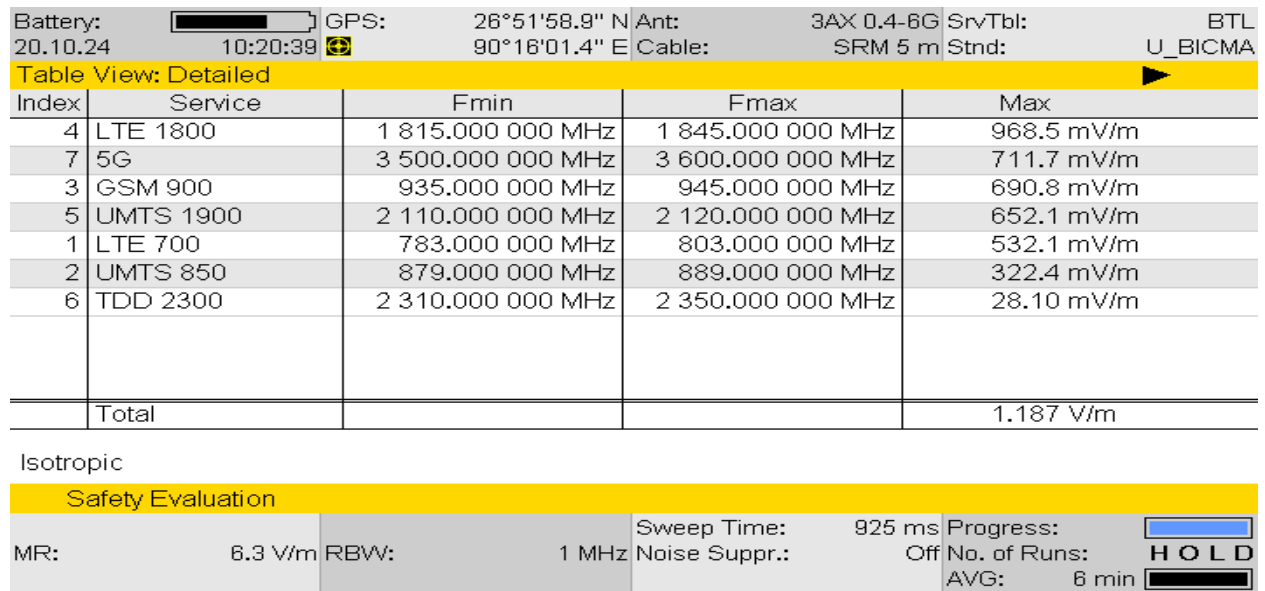 Battery: GPS: 26°51'58.9" N Ant: 3AX 0.4-6G SrvTbl: BTL
20.10.24 10:20:39 90°16'01.4" E Cable: SRM 5 m Stnd: U_BICMA
Table View: Detailed
Index Service Fmin Fmax Max
4 LTE 1800 1 815.000 000 MHz 1 845.000 000 MHz 968.5 mV/m
7 5G 3 500.000 000 MHz 3 600.000 000 MHz 711.7 mV/m
3 GSM 900 935.000 000 MHz 945.000 000 MHz 690.8 mV/m
5 UMTS 1900 2 110.000 000 MHz 2 120.000 000 MHz 652.1 mV/m
1 LTE 700 783.000 000 MHz 803.000 000 MHz 532.1 mV/m
2 UMTS 850 879.000 000 MHz 889.000 000 MHz 322.4 mV/m
6 TDD 2300 2 310.000 000 MHz 2 350.000 000 MHz 28.10 mV/m
Total 1.187 V/m
Isotropic
Safety Evaluation
Sweep Time: 925 ms Progress:
MR: 6.3 V/m RBW: 1 MHz Noise Suppr.: Off No. of Runs: HOLD
AVG: 6 min